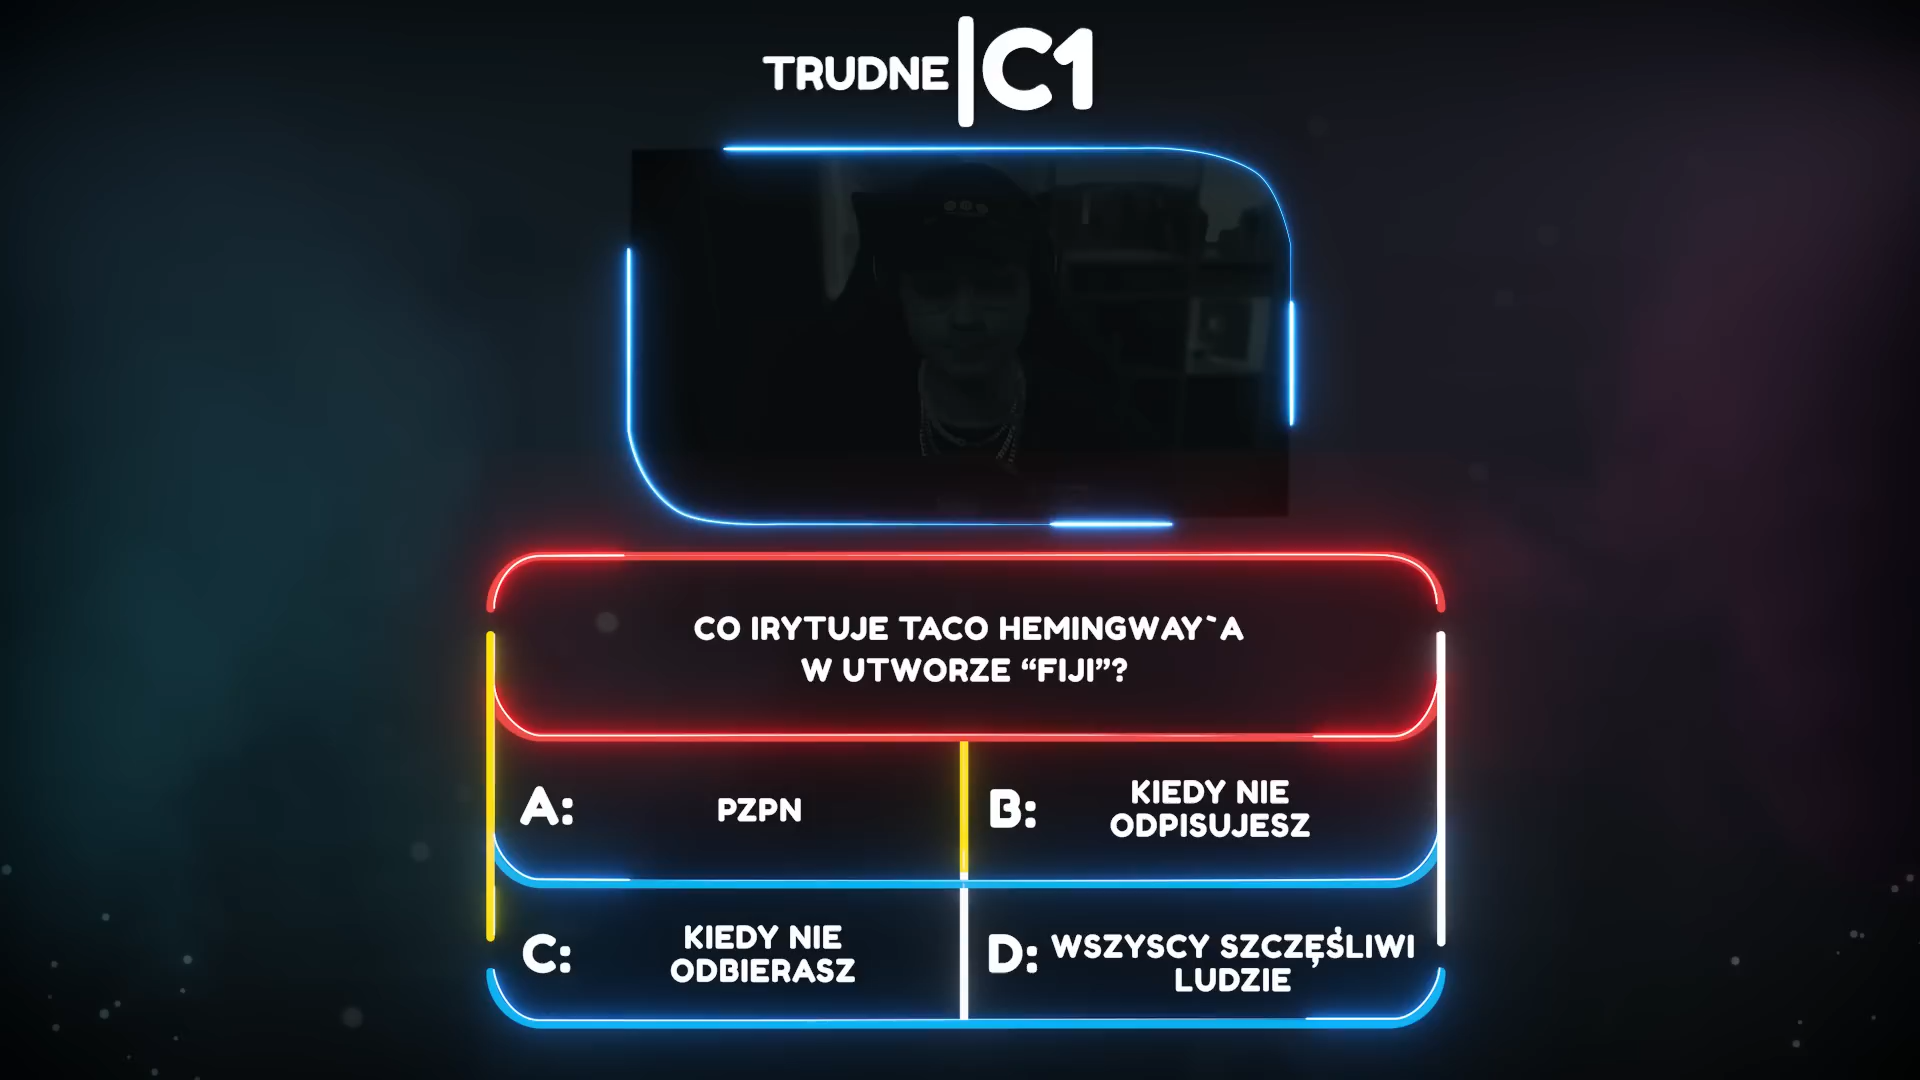 TRUDNE | C1
CO IRYTUJE TACO HEMINGWAY`A
W UTWORZE “FIJI”?
A: PZPN
B: KIEDY NIE
ODPISUJESZ
C: KIEDY NIE
ODBIERASZ
D: WSZYSCY SZCZĘŚLIWI
LUDZIE